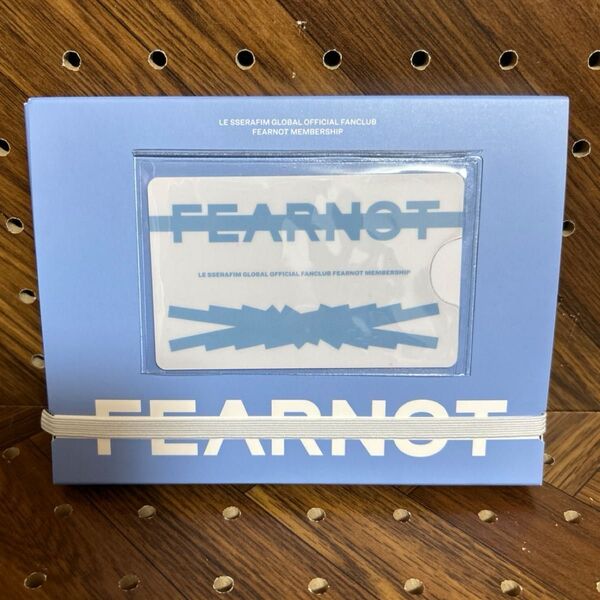 LE SSERAFIM GLOBAL OFFICIAL FANCLUB
FEARNOT MEMBERSHIP
FEARNOT
LE SSERAFIM GLOBAL OFFICIAL FANCLUB FEARNOT MEMBERSHIP
FEARNOT